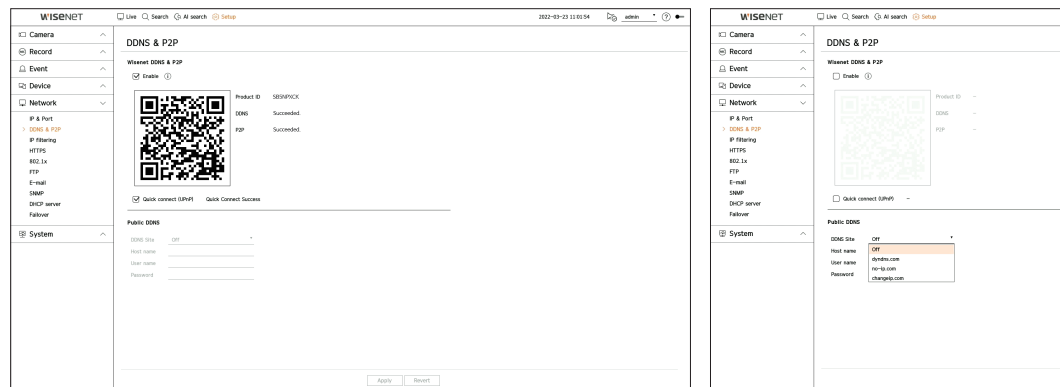 WISENET Live Search AI search Setup 2022-03-23 11:01:54 admin ?
Camera
DDNS & P2P
Record
Wisenet DDNS & P2P
Event
Enable
Device
Product ID 5B5NPXCX
Network
DDNS Succeeded.
IP & Port
P2P Succeeded.
> DDNS & P2P
IP filtering
HTTPS
802.1x
FTP
E-mail
SNMP
Quick connect (UPnP) Quick Connect Success
DHCP server
Failover
Public DDNS
System
DDNS Site Off
Host name
User name
Password
Apply Revert
WISENET Live Search AI search Setup
Camera
DDNS & P2P
Record
Wisenet DDNS & P2P
Event
Enable
Device
Product ID -
Network
DDNS -
IP & Port
P2P -
> DDNS & P2P
IP filtering
HTTPS
802.1x
FTP
E-mail
SNMP
Quick connect (UPnP) -
DHCP server
Failover
Public DDNS
System
DDNS Site Off
Host name Off
User name dyndns.com
no-ip.com
Password
changeip.com